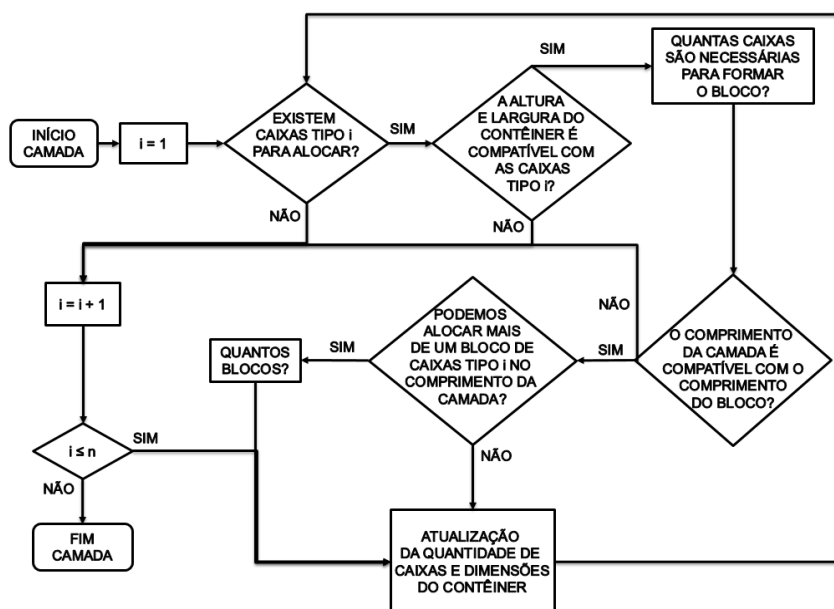 INÍCIO
CAMADA
i = 1
EXISTEM
CAIXAS TIPO i
PARA ALOCAR?
SIM
NÃO
A ALTURA
E LARGURA DO
CONTÊINER É
COMPATÍVEL COM
AS CAIXAS
TIPO i?
SIM
NÃO
QUANTAS CAIXAS
SÃO NECESSÁRIAS
PARA FORMAR
O BLOCO?
O COMPRIMENTO
DA CAMADA É
COMPATÍVEL COM O
COMPRIMENTO
DO BLOCO?
NÃO
SIM
PODEMOS
ALOCAR MAIS
DE UM BLOCO DE
CAIXAS TIPO i NO
COMPRIMENTO DA
CAMADA?
SIM
NÃO
QUANTOS
BLOCOS?
i = i + 1
i ≤ n
SIM
NÃO
FIM
CAMADA
ATUALIZAÇÃO
DA QUANTIDADE DE
CAIXAS E DIMENSÕES
DO CONTÊINER